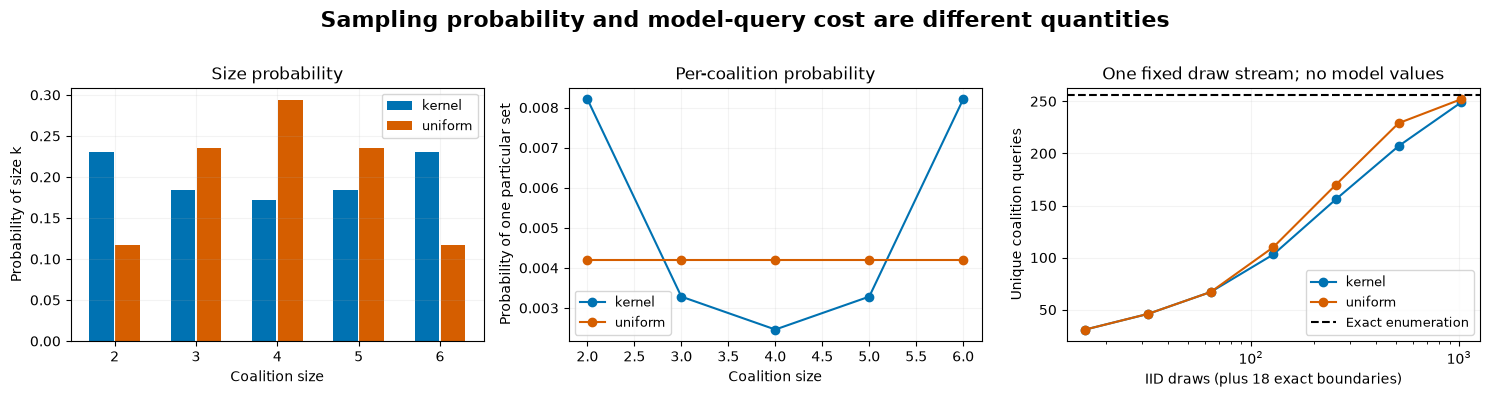 Sampling probability and model-query cost are different quantities
Size probability
Probability of size k
0.30
0.25
0.20
0.15
0.10
0.05
0.00
2
3
4
5
6
Coalition size
kernel
uniform
Per-coalition probability
Probability of one particular set
0.008
0.007
0.006
0.005
0.004
0.003
2.0
2.5
3.0
3.5
4.0
4.5
5.0
5.5
6.0
Coalition size
kernel
uniform
One fixed draw stream; no model values
Unique coalition queries
250
200
150
100
50
10²
10³
IID draws (plus 18 exact boundaries)
kernel
uniform
Exact enumeration